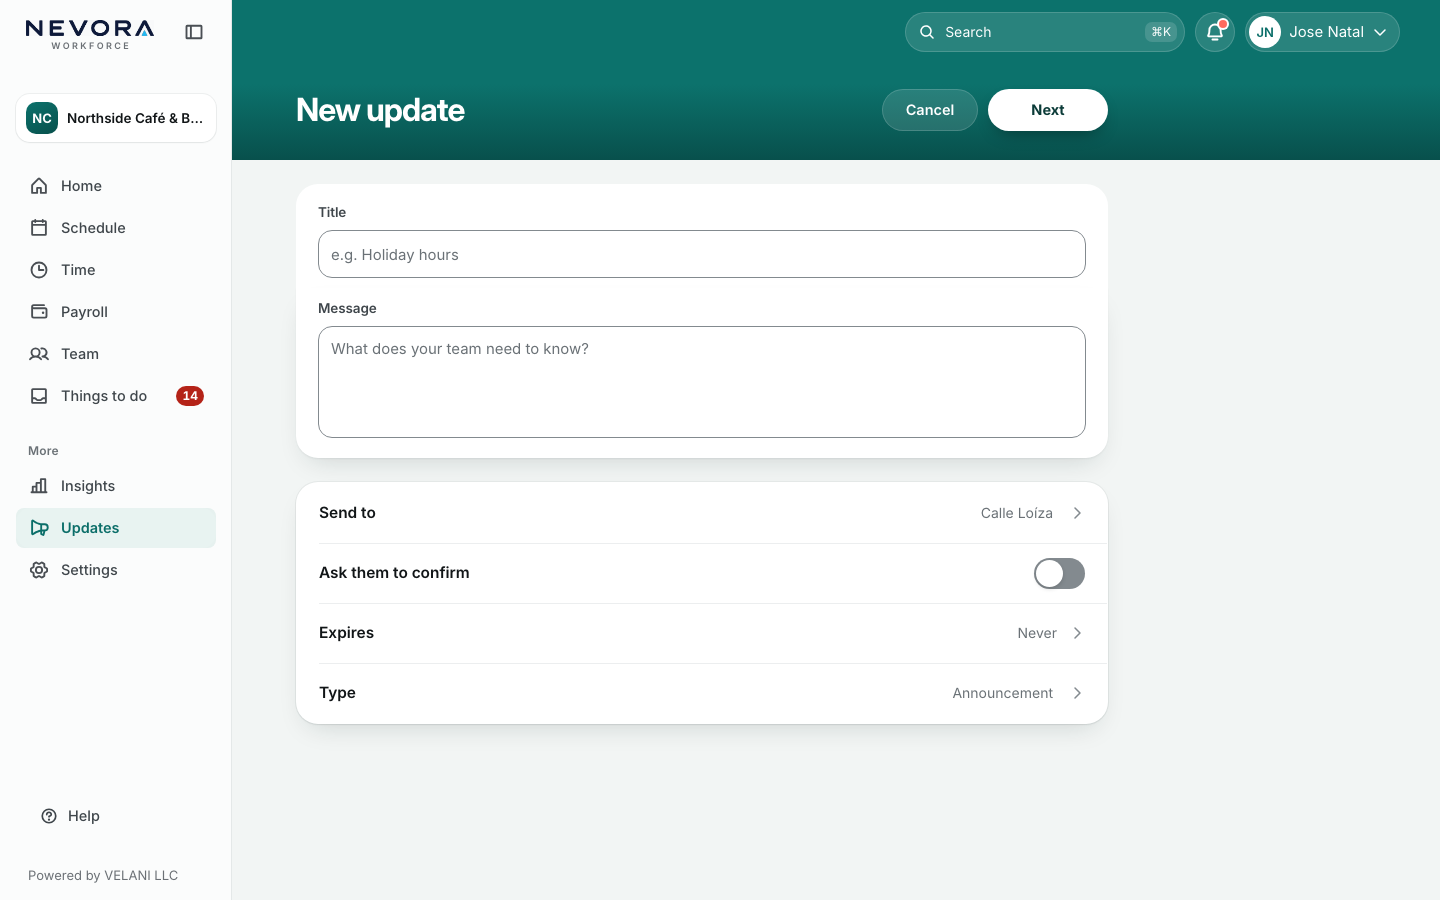 NEVORA
WORKFORCE
Search
⌘K
JN
Jose Natal
NC
Northside Café & B...
New update
Cancel
Next
Home
Schedule
Time
Payroll
Team
Things to do
14
More
Insights
Updates
Settings
Help
Powered by VELANI LLC
Title
e.g. Holiday hours
Message
What does your team need to know?
Send to
Calle Loíza
Ask them to confirm
Expires
Never
Type
Announcement